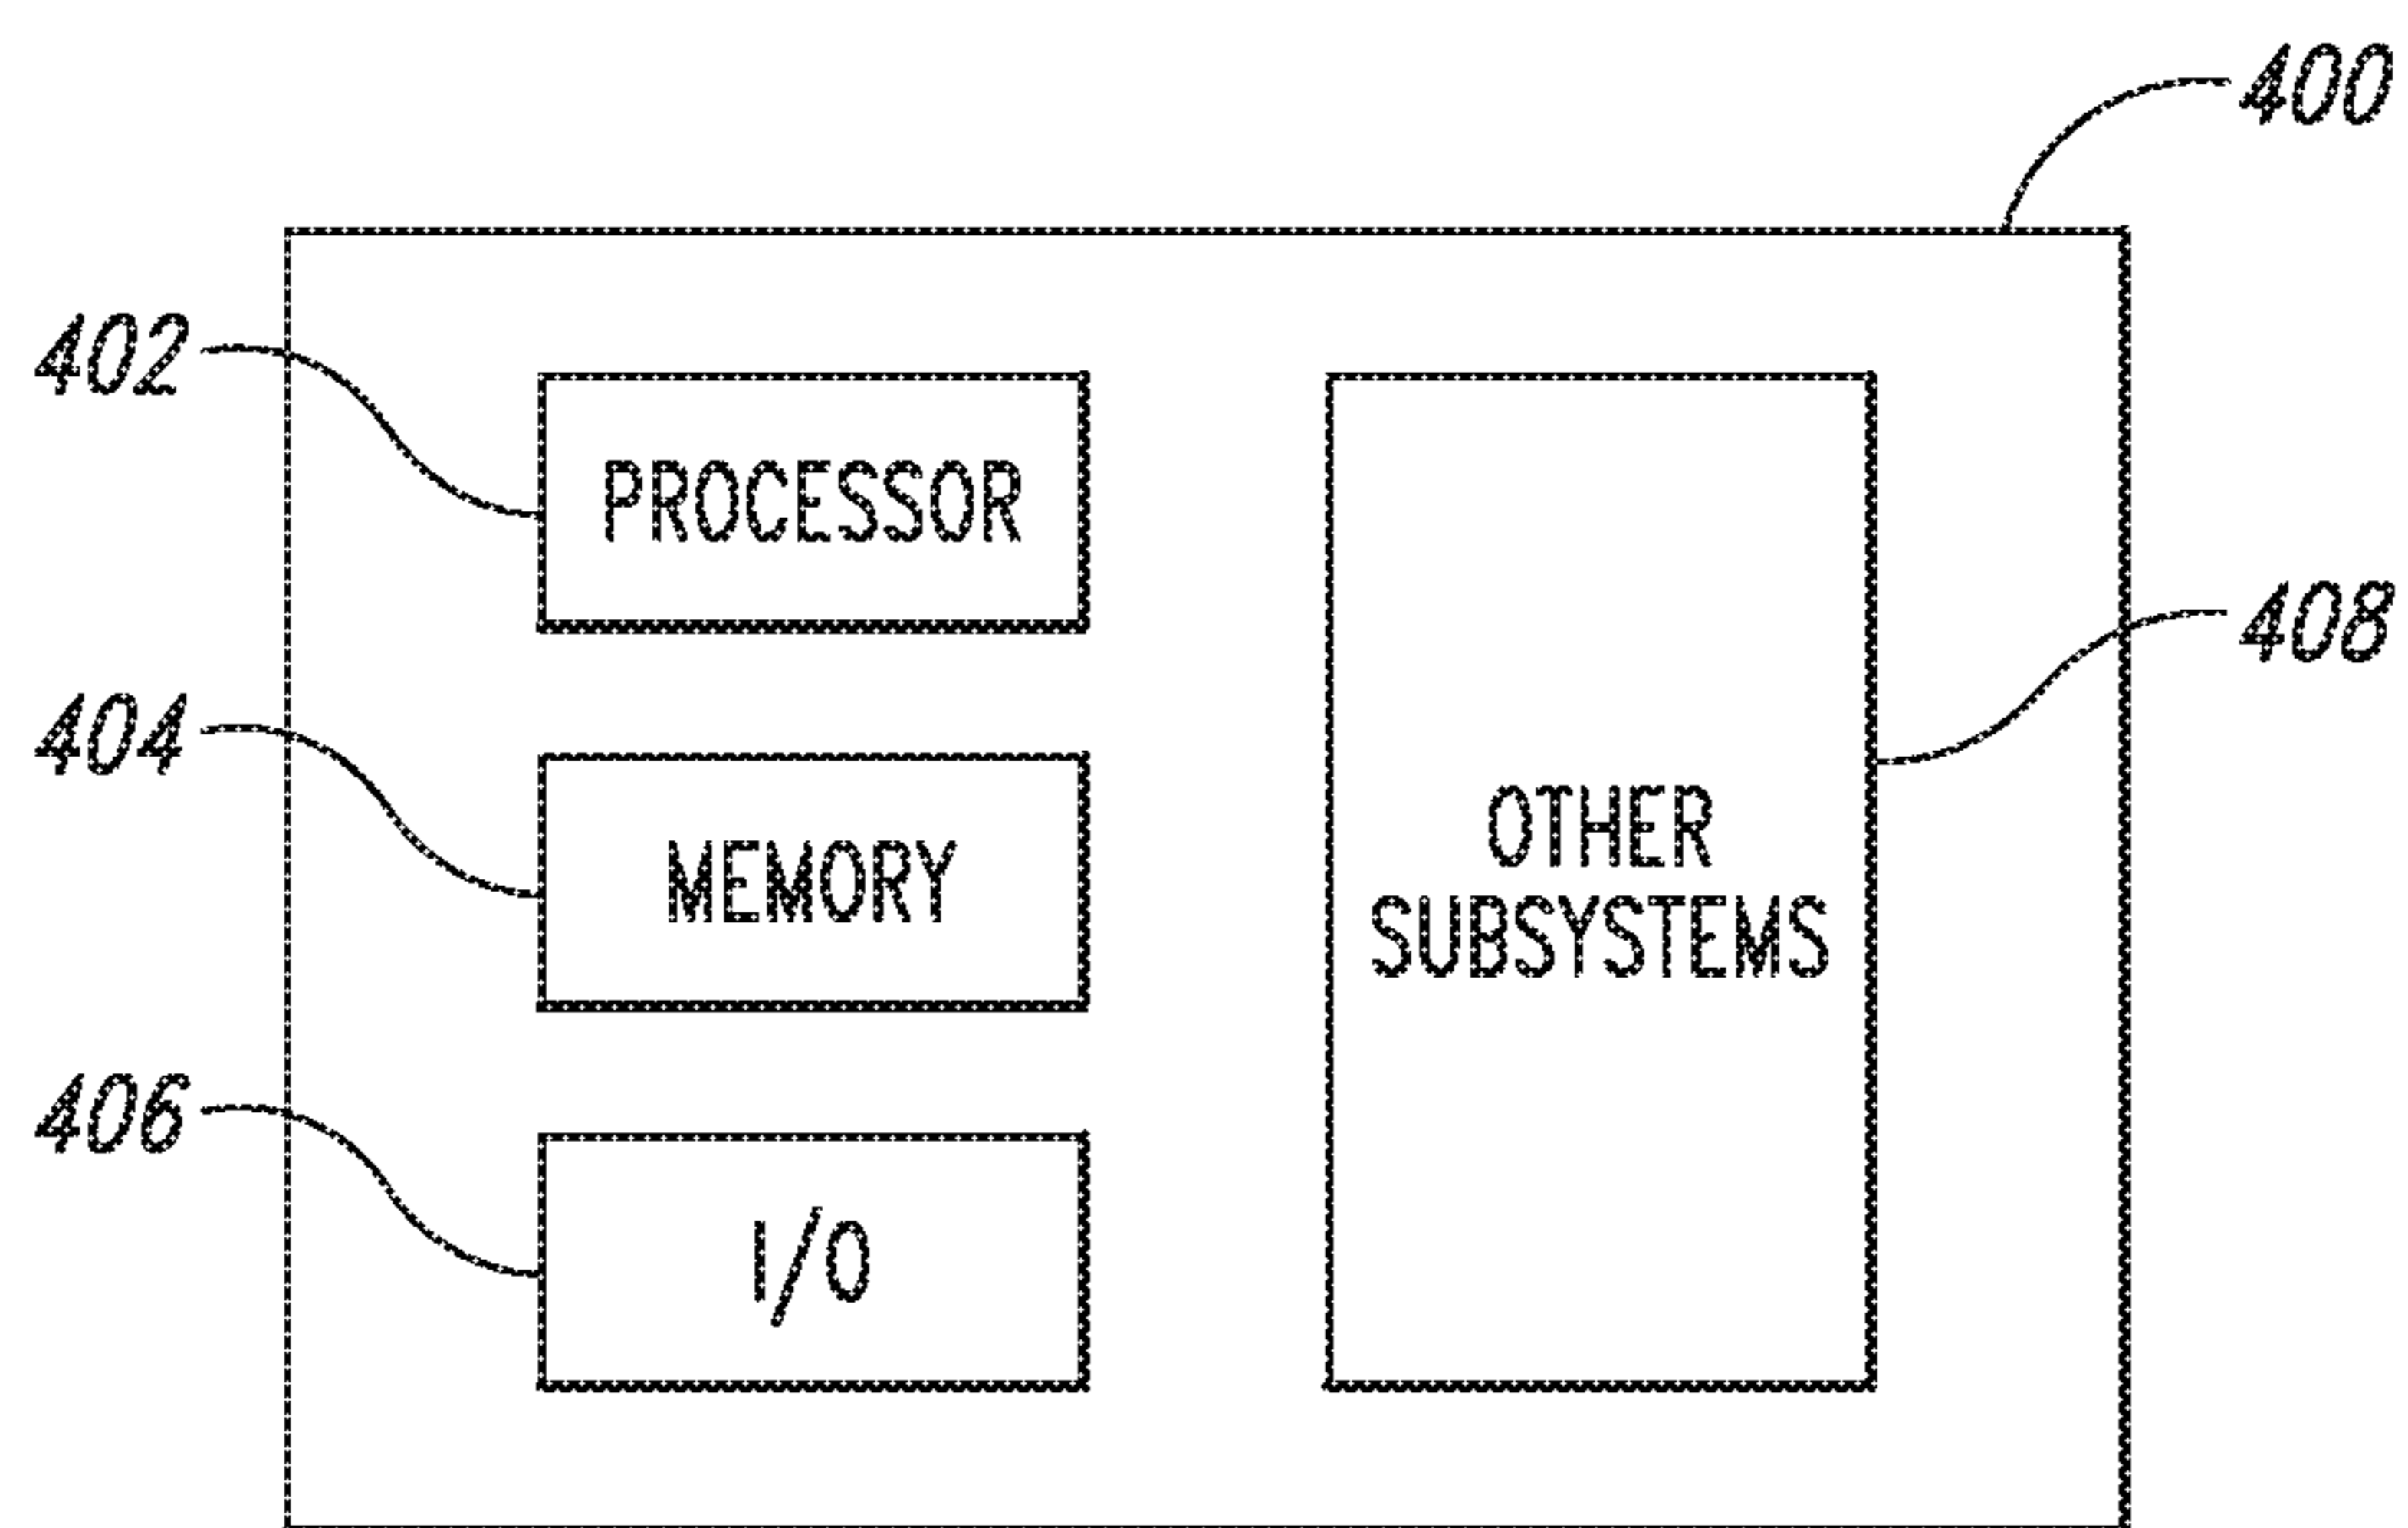 400
402
PROCESSOR
408
404
OTHER
MEMORY
SUBSYSTEMS
406
I/O